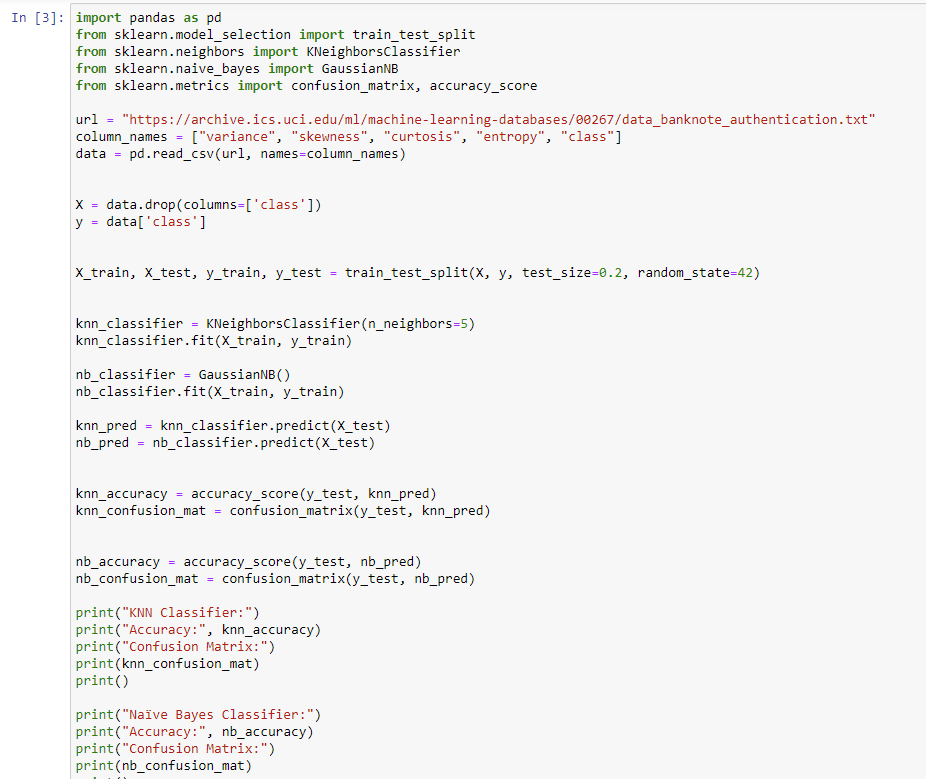 In [3]:
import pandas as pd
from sklearn.model_selection import train_test_split
from sklearn.neighbors import KNeighborsClassifier
from sklearn.naive_bayes import GaussianNB
from sklearn.metrics import confusion_matrix, accuracy_score
url = "https://archive.ics.uci.edu/ml/machine-learning-databases/00267/data_banknote_authentication.txt"
column_names = ["variance", "skewness", "curtosis", "entropy", "class"]
data = pd.read_csv(url, names=column_names)
X = data.drop(columns=['class'])
y = data['class']
X_train, X_test, y_train, y_test = train_test_split(X, y, test_size=0.2, random_state=42)
knn_classifier = KNeighborsClassifier(n_neighbors=5)
knn_classifier.fit(X_train, y_train)
nb_classifier = GaussianNB()
nb_classifier.fit(X_train, y_train)
knn_pred = knn_classifier.predict(X_test)
nb_pred = nb_classifier.predict(X_test)
knn_accuracy = accuracy_score(y_test, knn_pred)
knn_confusion_mat = confusion_matrix(y_test, knn_pred)
nb_accuracy = accuracy_score(y_test, nb_pred)
nb_confusion_mat = confusion_matrix(y_test, nb_pred)
print("KNN Classifier:")
print("Accuracy:", knn_accuracy)
print("Confusion Matrix:")
print(knn_confusion_mat)
print()
print("Naïve Bayes Classifier:")
print("Accuracy:", nb_accuracy)
print("Confusion Matrix:")
print(nb_confusion_mat)